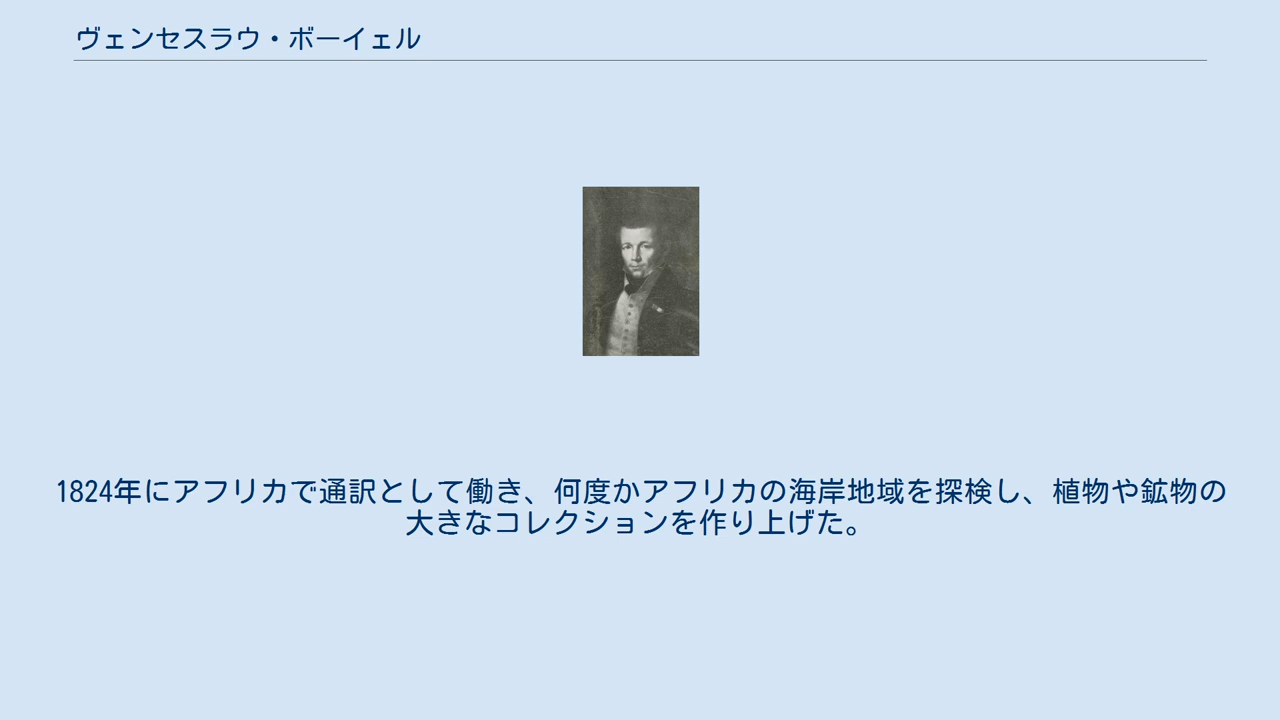 ヴェンセスラウ・ボーイェル
1824年にアフリカで通訳として働き、何度かアフリカの海岸地域を探検し、植物や鉱物の
大きなコレクションを作り上げた。